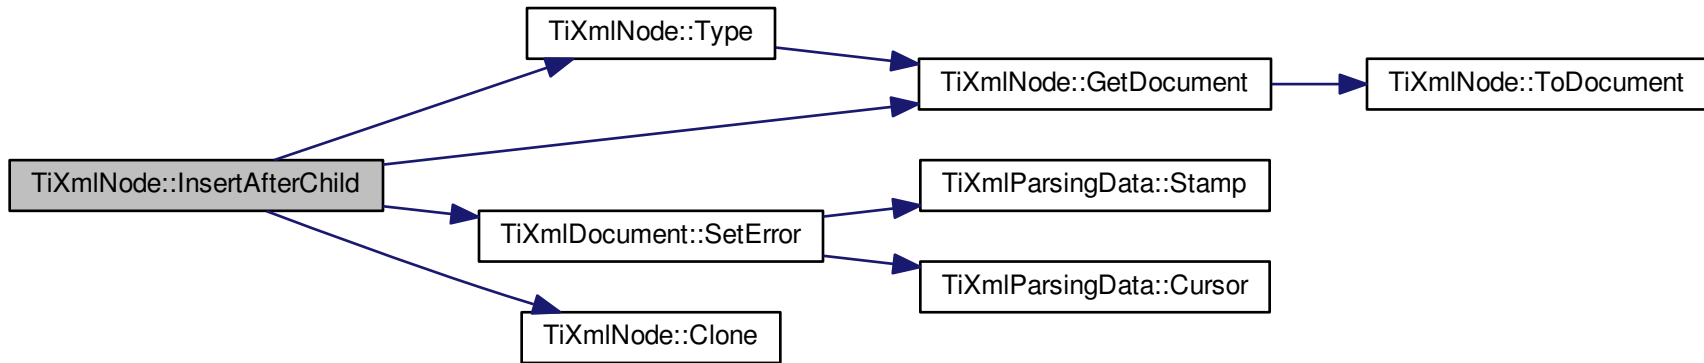 TiXmlNode::Type
TiXmlNode::GetDocument
TiXmlNode::ToDocument
TiXmlNode::InsertAfterChild
TiXmlParsingData::Stamp
TiXmlDocument::SetError
TiXmlParsingData::Cursor
TiXmlNode::Clone